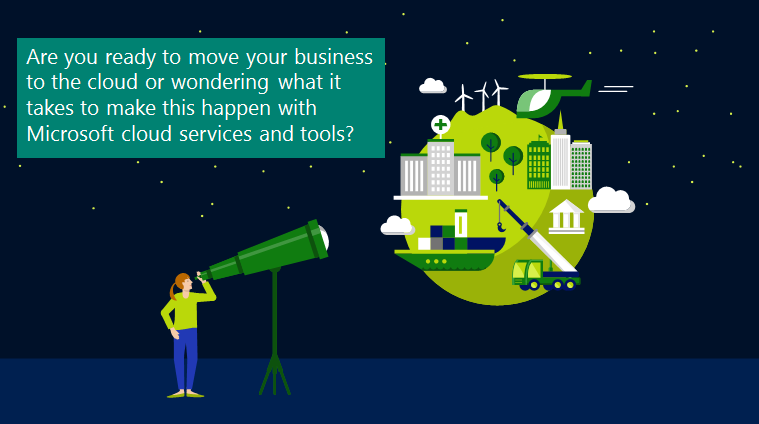 Are you ready to move your business
to the cloud or wondering what it
takes to make this happen with
Microsoft cloud services and tools?